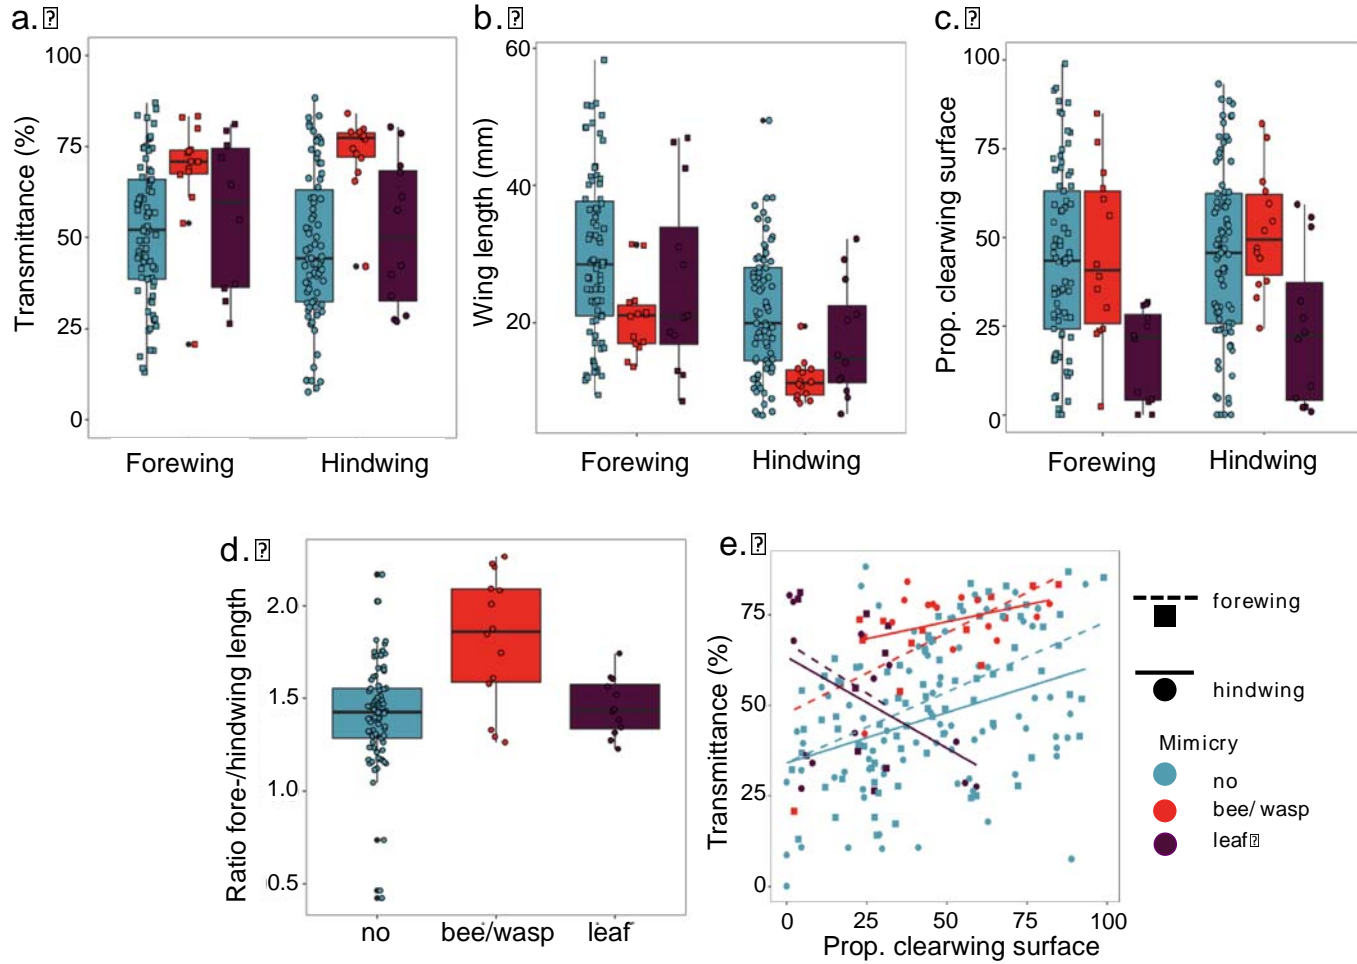 a.
Transmittance (%)
100
75
50
25
0
Forewing Hindwing
b.
Wing length (mm)
60
40
20
Forewing Hindwing
c.
Prop. clearwing surface
100
75
50
25
0
Forewing Hindwing
d.
Ratio fore-/hindwing length
2.0
1.5
1.0
0.5
no bee/wasp leaf
e.
Transmittance (%)
75
50
25
0
0 25 50 75 100
Prop. clearwing surface
forewing
hindwing
Mimicry
no
bee/wasp
leaf